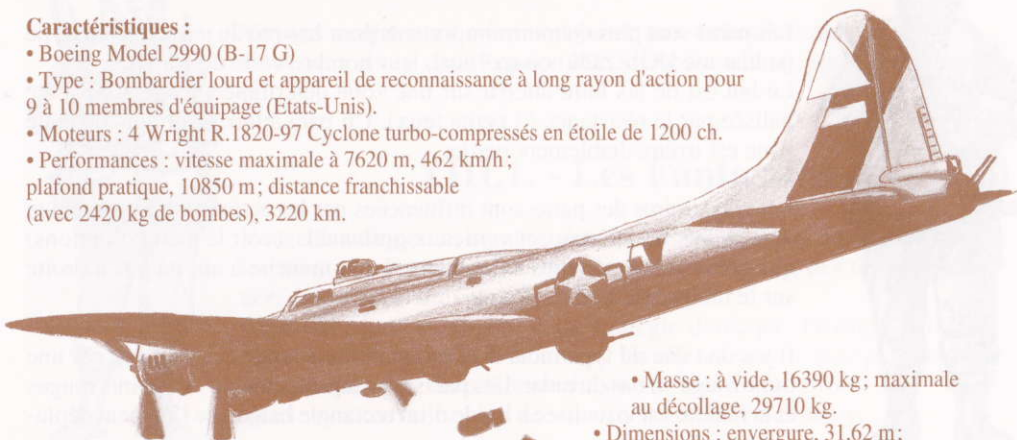 Caractéristiques :
• Boeing Model 2990 (B-17 G)
• Type : Bombardier lourd et appareil de reconnaissance à long rayon d'action pour
9 à 10 membres d'équipage (Etats-Unis).
• Moteurs : 4 Wright R.1820-97 Cyclone turbo-compressés en étoile de 1200 ch.
• Performances : vitesse maximale à 7620 m, 462 km/h ;
plafond pratique, 10850 m ; distance franchissable
(avec 2420 kg de bombes), 3220 km.
• Masse : à vide, 16390 kg ; maximale
au décollage, 29710 kg.
• Dimensions : envergure, 31,62 m ;